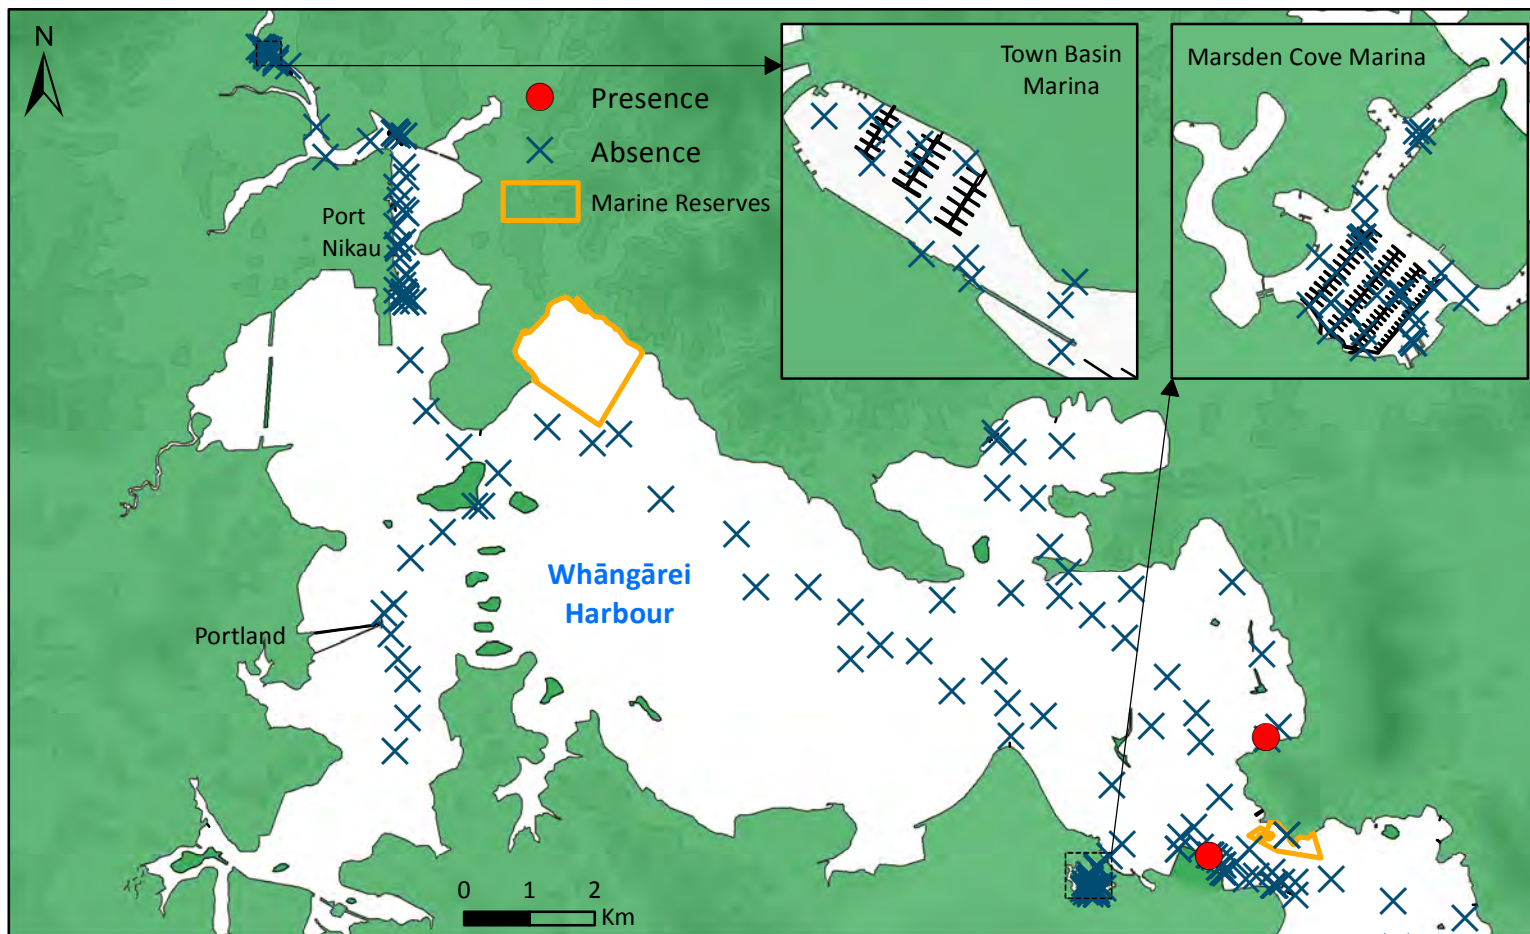 N
Presence
Absence
Marine Reserves
Town Basin
Marina
Marsden Cove Marina
Port
Nikau
Whāngārei
Harbour
Portland
0 1 2
Km